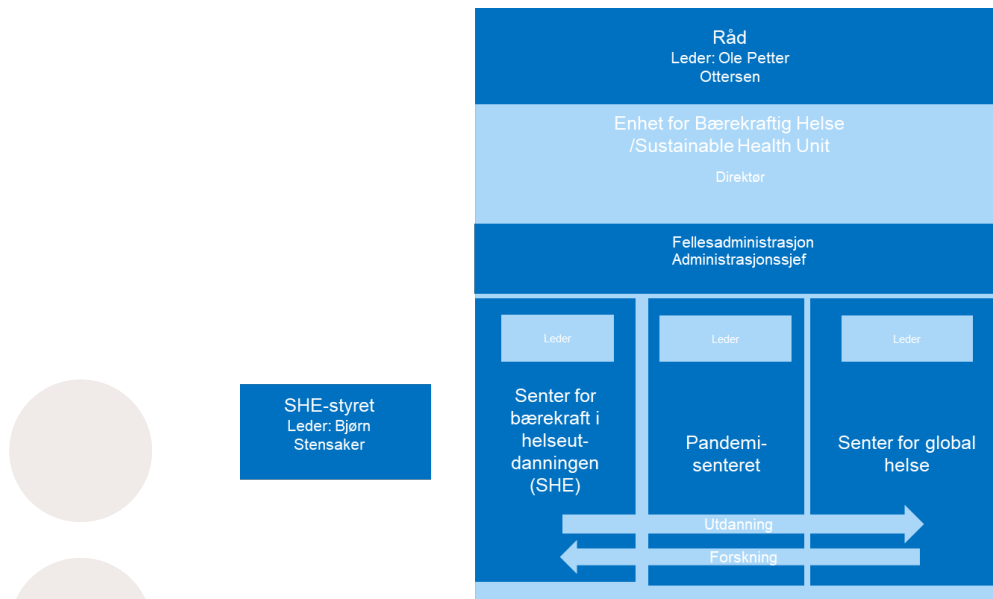 Råd
Leder: Ole Petter
Ottersen
Enhet for Bærekraftig Helse
/Sustainable Health Unit
Direktør
Fellesadministrasjon
Administrasjonssjef
Leder
Leder
Leder
SHE-styret
Leder: Bjørn
Stensaker
Senter for
bærekraft i
helseut-
danningen
(SHE)
Pandemi-
senteret
Senter for global
helse
Utdanning
Forskning